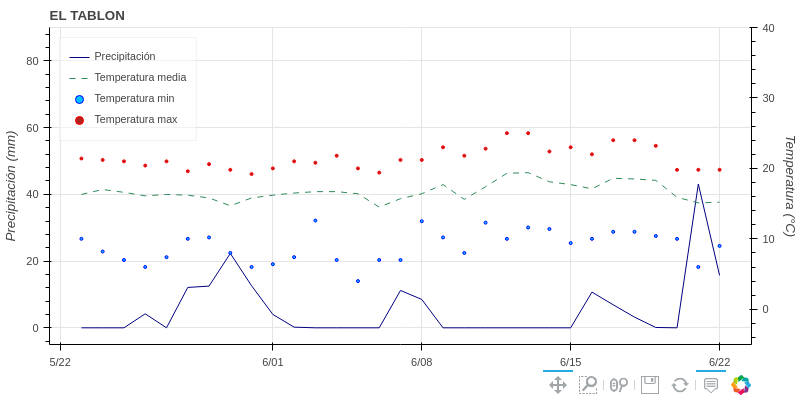 EL TABLON
Precipitación
Temperatura media
Temperatura min
Temperatura max
Precipitación (mm)
0
20
40
60
80
Temperatura (°C)
0
10
20
30
40
5/22
6/01
6/08
6/15
6/22